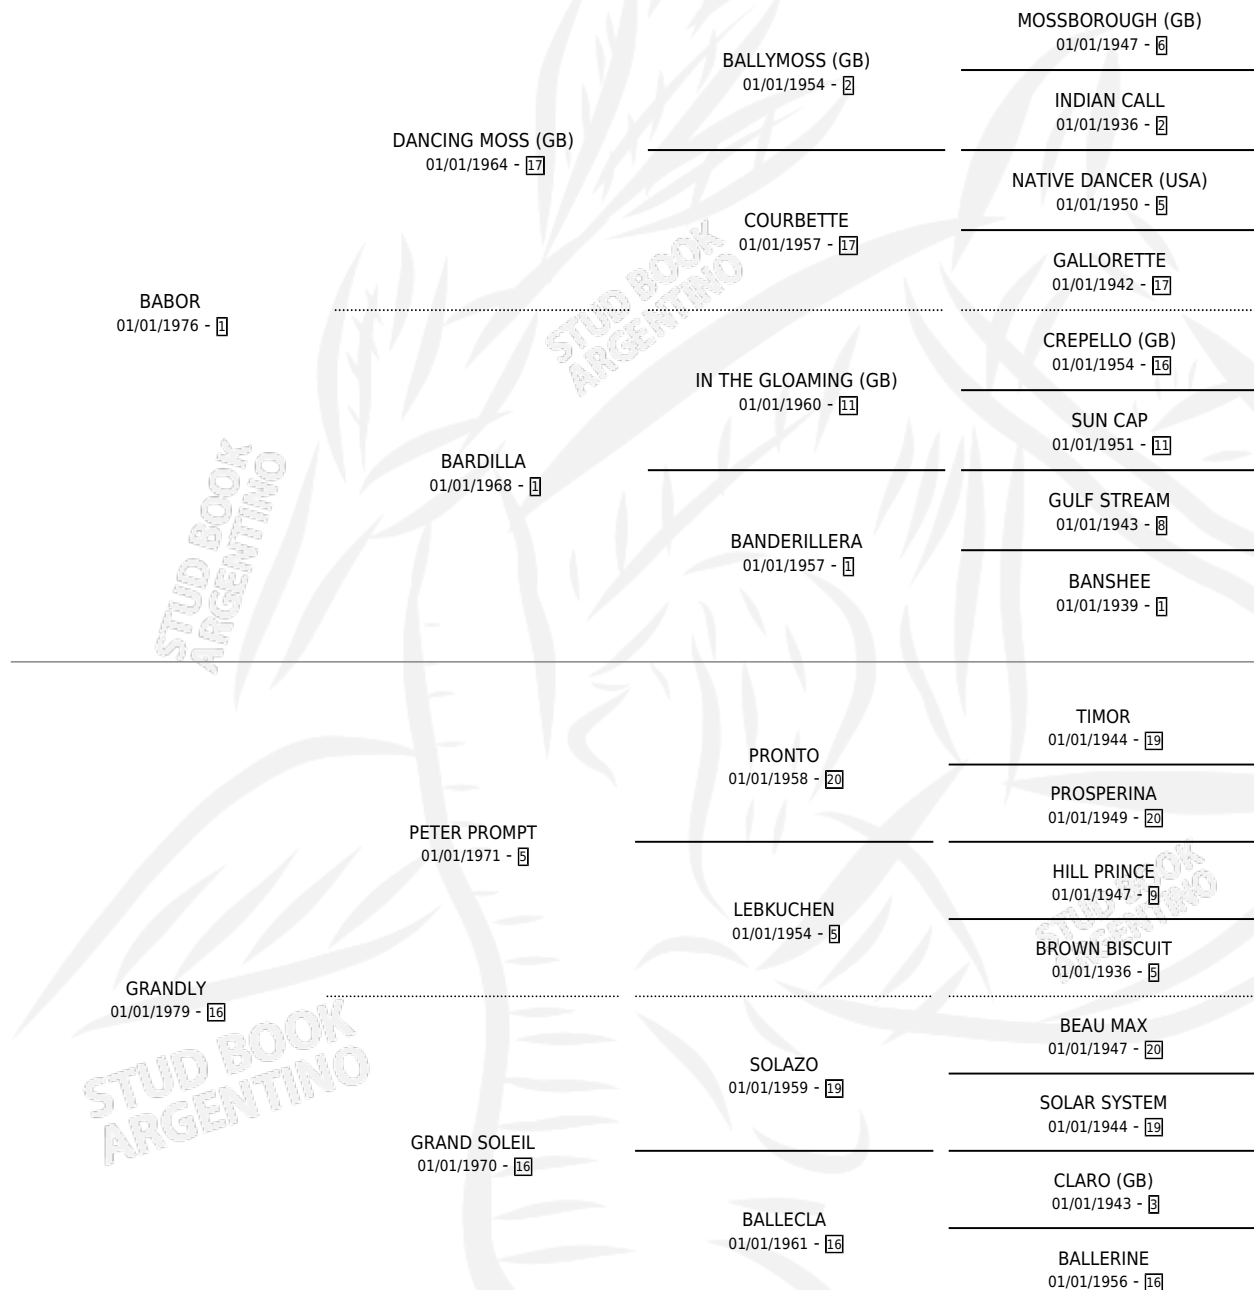 MOSSBOROUGH (GB)
01/01/1947 - 6
BALLYMOSS (GB)
01/01/1954 - 2
INDIAN CALL
01/01/1936 - 2
DANCING MOSS (GB)
01/01/1964 - 17
NATIVE DANCER (USA)
01/01/1950 - 5
COURBETTE
01/01/1957 - 17
GALLORETTE
01/01/1942 - 17
BABOR
01/01/1976 - 1
CREPELLO (GB)
01/01/1954 - 16
IN THE GLOAMING (GB)
01/01/1960 - 11
SUN CAP
01/01/1951 - 11
BARDILLA
01/01/1968 - 1
GULF STREAM
01/01/1943 - 8
BANDERILLERA
01/01/1957 - 1
BANSHEE
01/01/1939 - 1
STUD BOOK
ARGENTINO
STUD BOOK
ARGENTINO
TIMOR
01/01/1944 - 19
PRONTO
01/01/1958 - 20
PROSPERINA
01/01/1949 - 20
PETER PROMPT
01/01/1971 - 5
HILL PRINCE
01/01/1947 - 9
LEBKUCHEN
01/01/1954 - 5
BROWN BISCUIT
01/01/1936 - 5
STUD BOOK
ARGENTINO
GRANDLY
01/01/1979 - 16
BEAU MAX
01/01/1947 - 20
SOLAZO
01/01/1959 - 19
SOLAR SYSTEM
01/01/1944 - 19
GRAND SOLEIL
01/01/1970 - 16
CLARO (GB)
01/01/1943 - 3
BALLECLA
01/01/1961 - 16
BALLERINE
01/01/1956 - 16
STUD BOOK
ARGENTINO